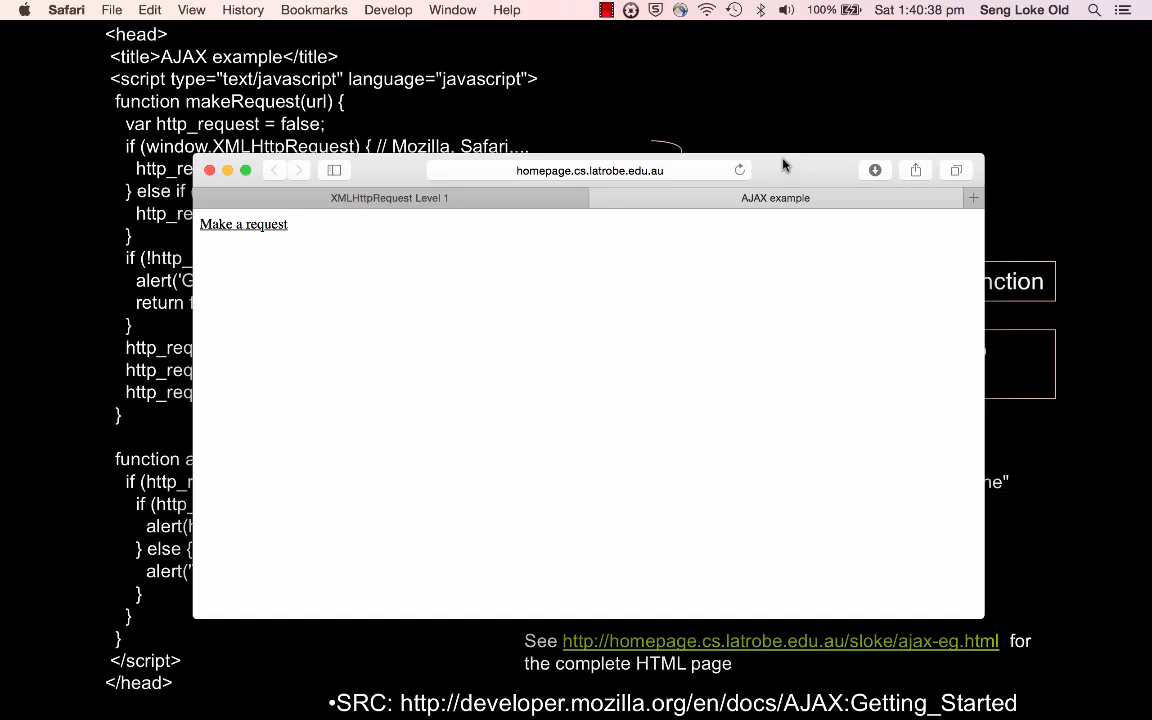 Safari File Edit View History Bookmarks Develop Window Help 100% Sat 1:40:38 pm Seng Loke Old
<head>
<title>AJAX example</title>
<script type="text/javascript" language="javascript">
function makeRequest(url) {
var http_request = false;
if (window.XMLHttpRequest) { // Mozilla, Safari,...
http_re
} else if (
http_re
}
if (!http_
alert('G
return f
}
http_req
http_req
http_req
}
function a
if (http_r
if (http_
alert(h
} else {
alert('
}
}
}
</script>
</head>
homepage.cs.latrobe.edu.au
XMLHttpRequest Level 1 AJAX example
Make a request
nction
ne"
See http://homepage.cs.latrobe.edu.au/sloke/ajax-eg.html for
the complete HTML page
•SRC: http://developer.mozilla.org/en/docs/AJAX:Getting_Started